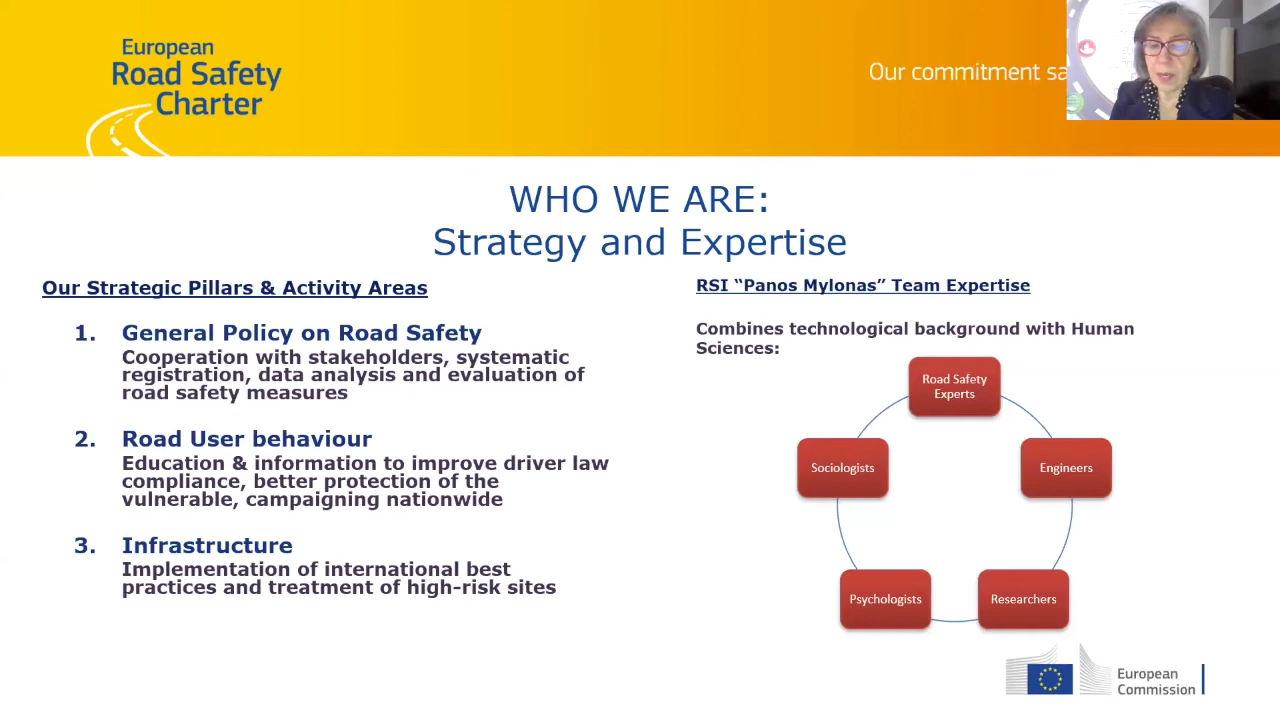 European
Road Safety
Charter
Our commitment sa
WHO WE ARE:
Strategy and Expertise
Our Strategic Pillars & Activity Areas
1. General Policy on Road Safety
Cooperation with stakeholders, systematic
registration, data analysis and evaluation of
road safety measures
2. Road User behaviour
Education & information to improve driver law
compliance, better protection of the
vulnerable, campaigning nationwide
3. Infrastructure
Implementation of international best
practices and treatment of high-risk sites
RSI “Panos Mylonas” Team Expertise
Combines technological background with Human
Sciences:
Road Safety
Experts
Sociologists
Engineers
Psychologists
Researchers
European
Commission